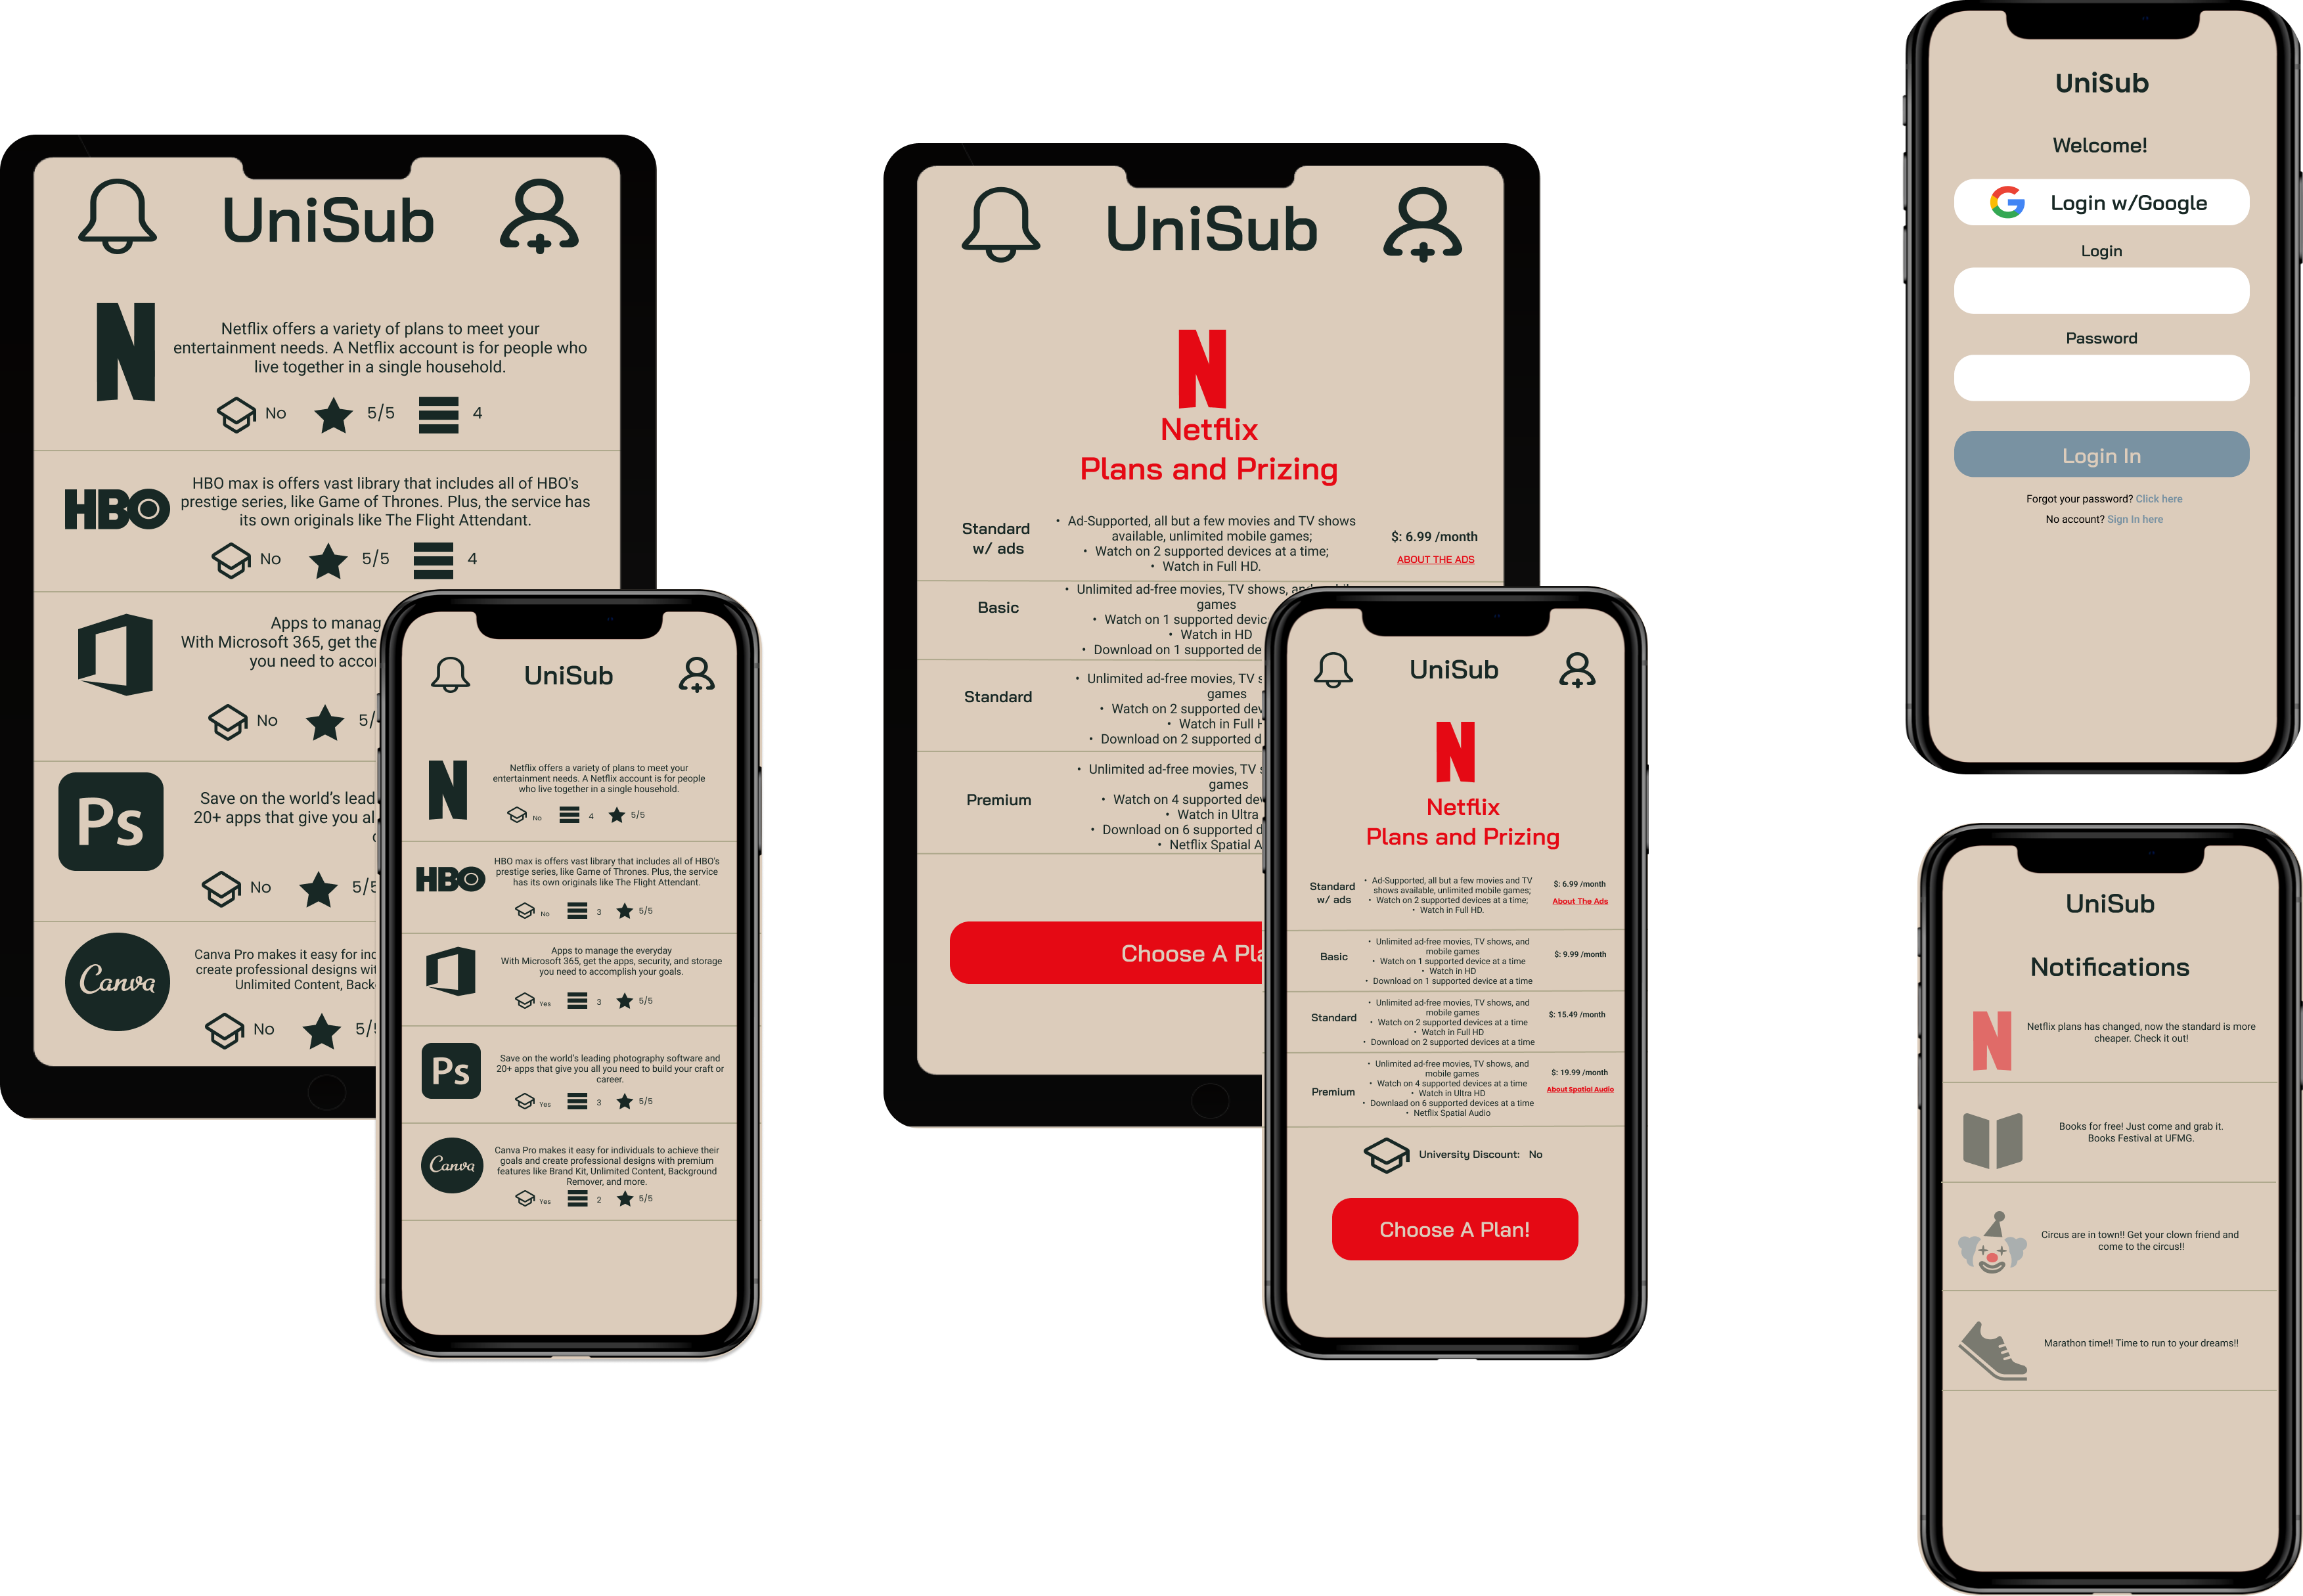 UniSub
N
Netflix offers a variety of plans to meet your
entertainment needs. A Netflix account is for people who
live together in a single household.
No 5/5 4
HBO
HBO max is offers vast library that includes all of HBO's
prestige series, like Game of Thrones. Plus, the service has
its own originals like The Flight Attendant.
No 5/5 4
Apps to manag
With Microsoft 365, get the
you need to accor
No 5/
Ps
Save on the world's lead
20+ apps that give you al
No 5/5
Canva
Canva Pro makes it easy for
create professional designs
Unlimited Content, Back
No 5/5
UniSub
N
Netflix offers a variety of plans to meet your
entertainment needs. A Netflix account is for people
who live together in a single household.
No 4 5/5
HBO
HBO max is offers vast library that includes all of HBO's
prestige series, like Game of Thrones. Plus, the service
has its own originals like The Flight Attendant.
No 3 5/5
Apps to manage the everyday
With Microsoft 365, get the apps, security, and storage
you need to accomplish your goals.
Yes 3 5/5
Ps
Save on the world's leading photography software and
20+ apps that give you all you need to build your craft or
career.
Yes 3 5/5
Canva
Canva Pro makes it easy for individuals to achieve their
goals and create professional designs with premium
features like Brand Kit, Unlimited Content, Background
Remover, and more.
Yes 2 5/5
UniSub
N
Netflix
Plans and Prizing
Standard
w/ ads
• Ad-Supported, all but a few movies and TV shows
available, unlimited mobile games;
• Watch on 2 supported devices at a time;
• Watch in Full HD.
$: 6.99 /month
ABOUT THE ADS
Basic
• Unlimited ad-free movies, TV shows,
games
• Watch on 1 supported devic
• Watch in HD
• Download on 1 supported de
Standard
• Unlimited ad-free movies, TV s
games
• Watch on 2 supported dev
• Watch in Full H
• Download on 2 supported d
Premium
• Unlimited ad-free movies, TV s
games
• Watch on 4 supported dev
• Watch in Ultra
• Download on 6 supported d
• Netflix Spatial A
Choose A Pla
UniSub
N
Netflix
Plans and Prizing
Standard
w/ ads
• Ad-Supported, all but a few movies and TV
shows available, unlimited mobile games;
• Watch on 2 supported devices at a time;
• Watch in Full HD.
$: 6.99 /month
About The Ads
Basic
• Unlimited ad-free movies, TV shows, and
mobile games
• Watch on 1 supported device at a time
• Watch in HD
• Download on 1 supported device at a time
$: 9.99 /month
Standard
• Unlimited ad-free movies, TV shows, and
mobile games
• Watch on 2 supported devices at a time
• Watch in Full HD
• Download on 2 supported devices at a time
$: 15.49 /month
Premium
• Unlimited ad-free movies, TV shows, and
mobile games
• Watch on 4 supported devices at a time
• Watch in Ultra HD
• Downlaad on 6 supported devices at a time
• Netflix Spatial Audio
$: 19.99 /month
About Spatial Audio
University Discount: No
Choose A Plan!
UniSub
Welcome!
G Login w/Google
Login
Password
Login In
Forgot your password? Click here
No account? Sign In here
UniSub
Notifications
N
Netflix plans has changed, now the standard is more
cheaper. Check it out!
Books for free! Just come and grab it.
Books Festival at UFMG.
Circus are in town!! Get your clown friend and
come to the circus!!
Marathon time!! Time to run to your dreams!!